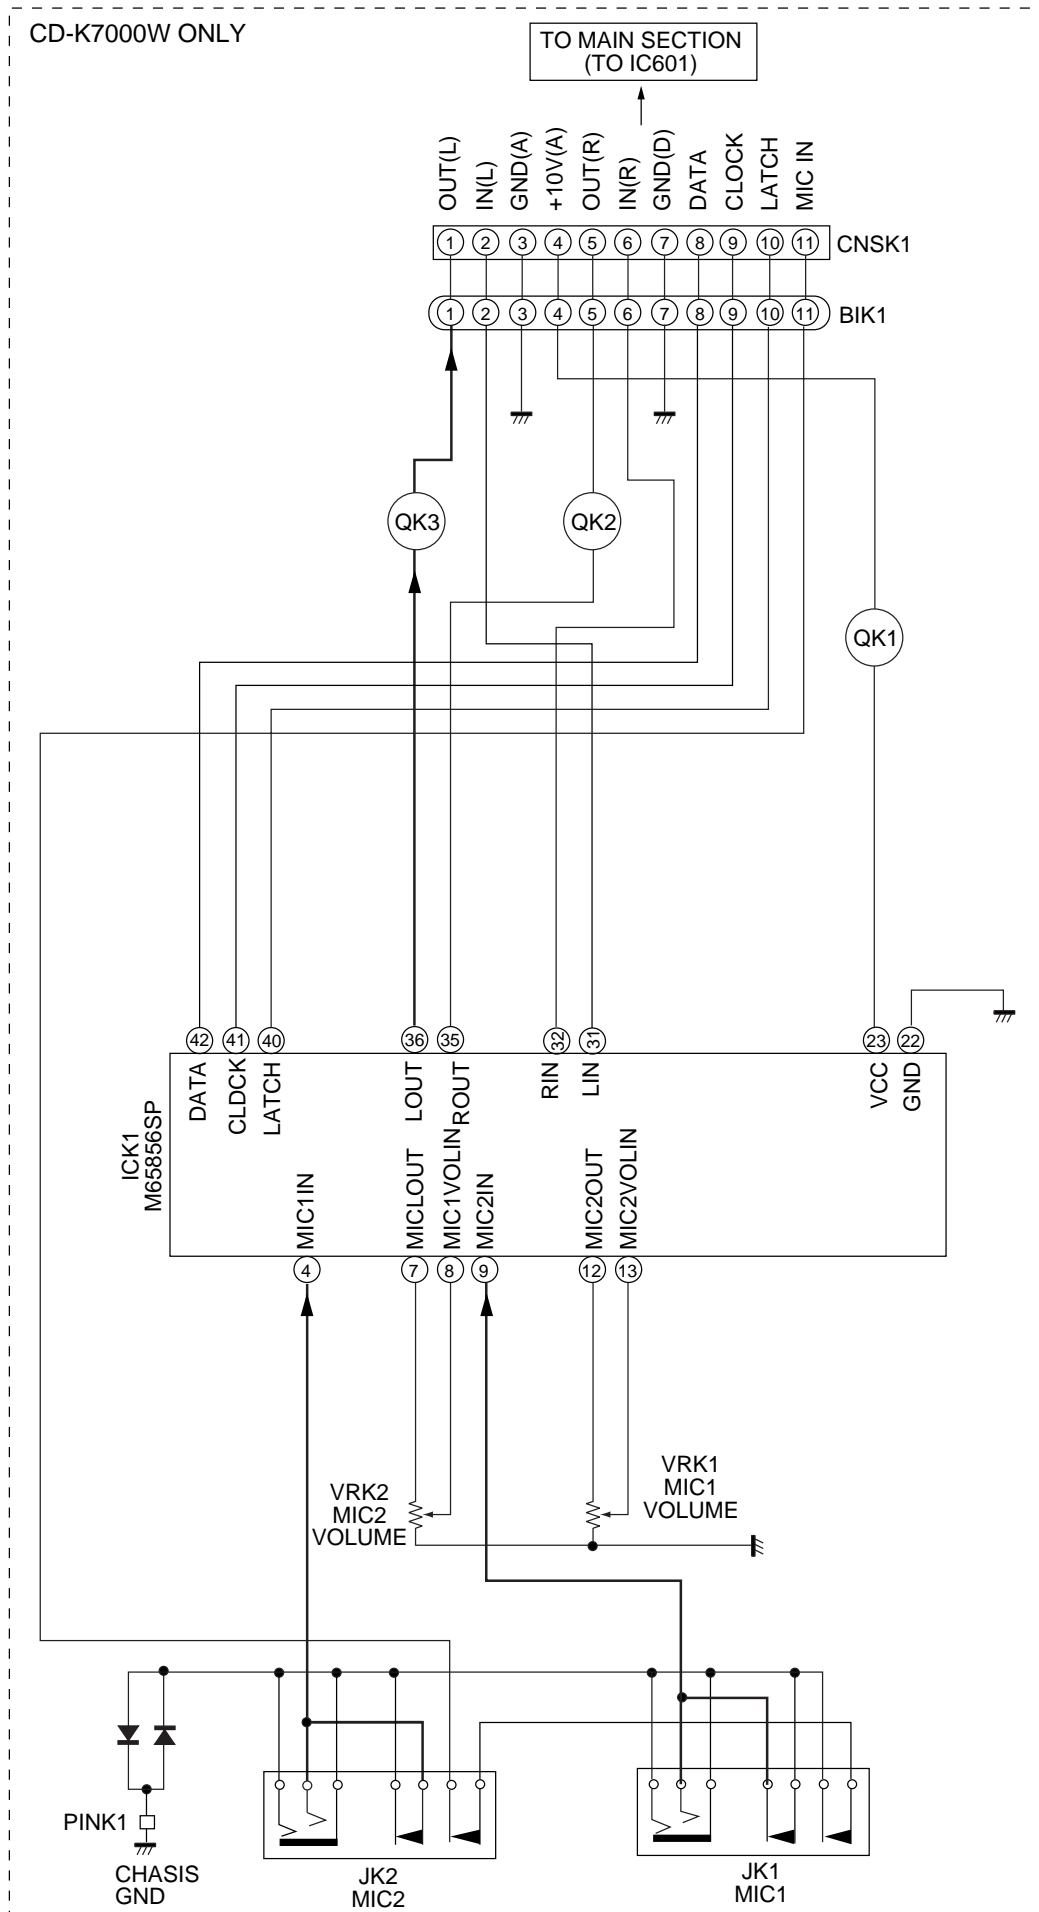 CD-K7000W ONLY
TO MAIN SECTION
(TO IC601)
OUT(L)
IN(L)
GND(A)
+10V(A)
OUT(R)
IN(R)
GND(D)
DATA
CLOCK
LATCH
MIC IN
1 2 3 4 5 6 7 8 9 10 11
CNSK1
1 2 3 4 5 6 7 8 9 10 11
BIK1
QK3
QK2
QK1
42 41 40 36 35 32 31 23 22
DATA
CLDCK
LATCH
LOUT
ROUT
RIN
LIN
VCC
GND
ICK1
M65856SP
MIC1IN
MICLOUT
MIC1VOLIN
MIC2IN
MIC2OUT
MIC2VOLIN
4 7 8 9 12 13
VRK2
MIC2
VOLUME
VRK1
MIC1
VOLUME
PINK1
CHASIS
GND
JK2
MIC2
JK1
MIC1